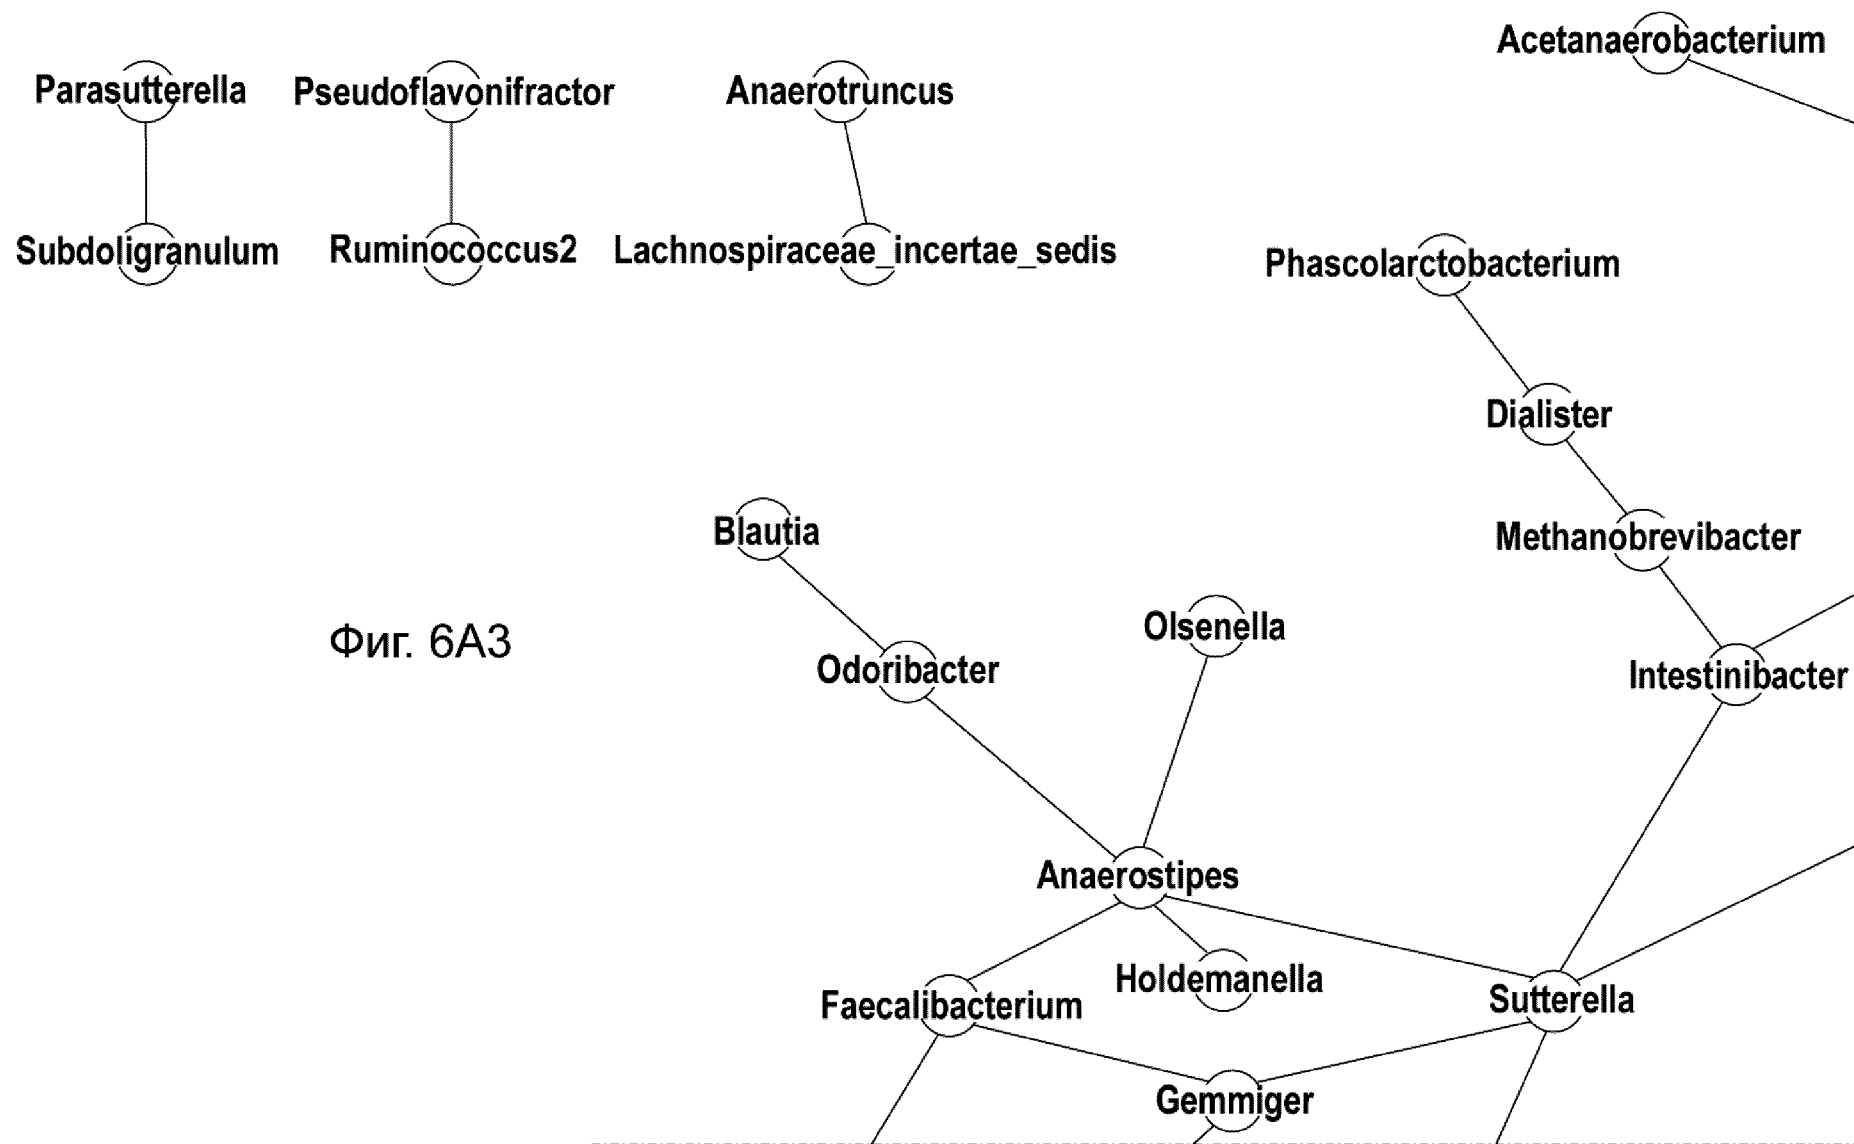 Acetanaerobacterium
Parasutterella
Pseudoflavonifractor
Anaerotruncus
Subdoligranulum
Ruminococcus2
Lachnospiraceae_incertae_sedis
Phascolarctobacterium
Dialister
Blautia
Methanobrevibacter
Olsenella
Фиг. 6A3
Odoribacter
Intestinibacter
Anaerostipes
Holdemanella
Faecalibacterium
Sutterella
Gemmiger